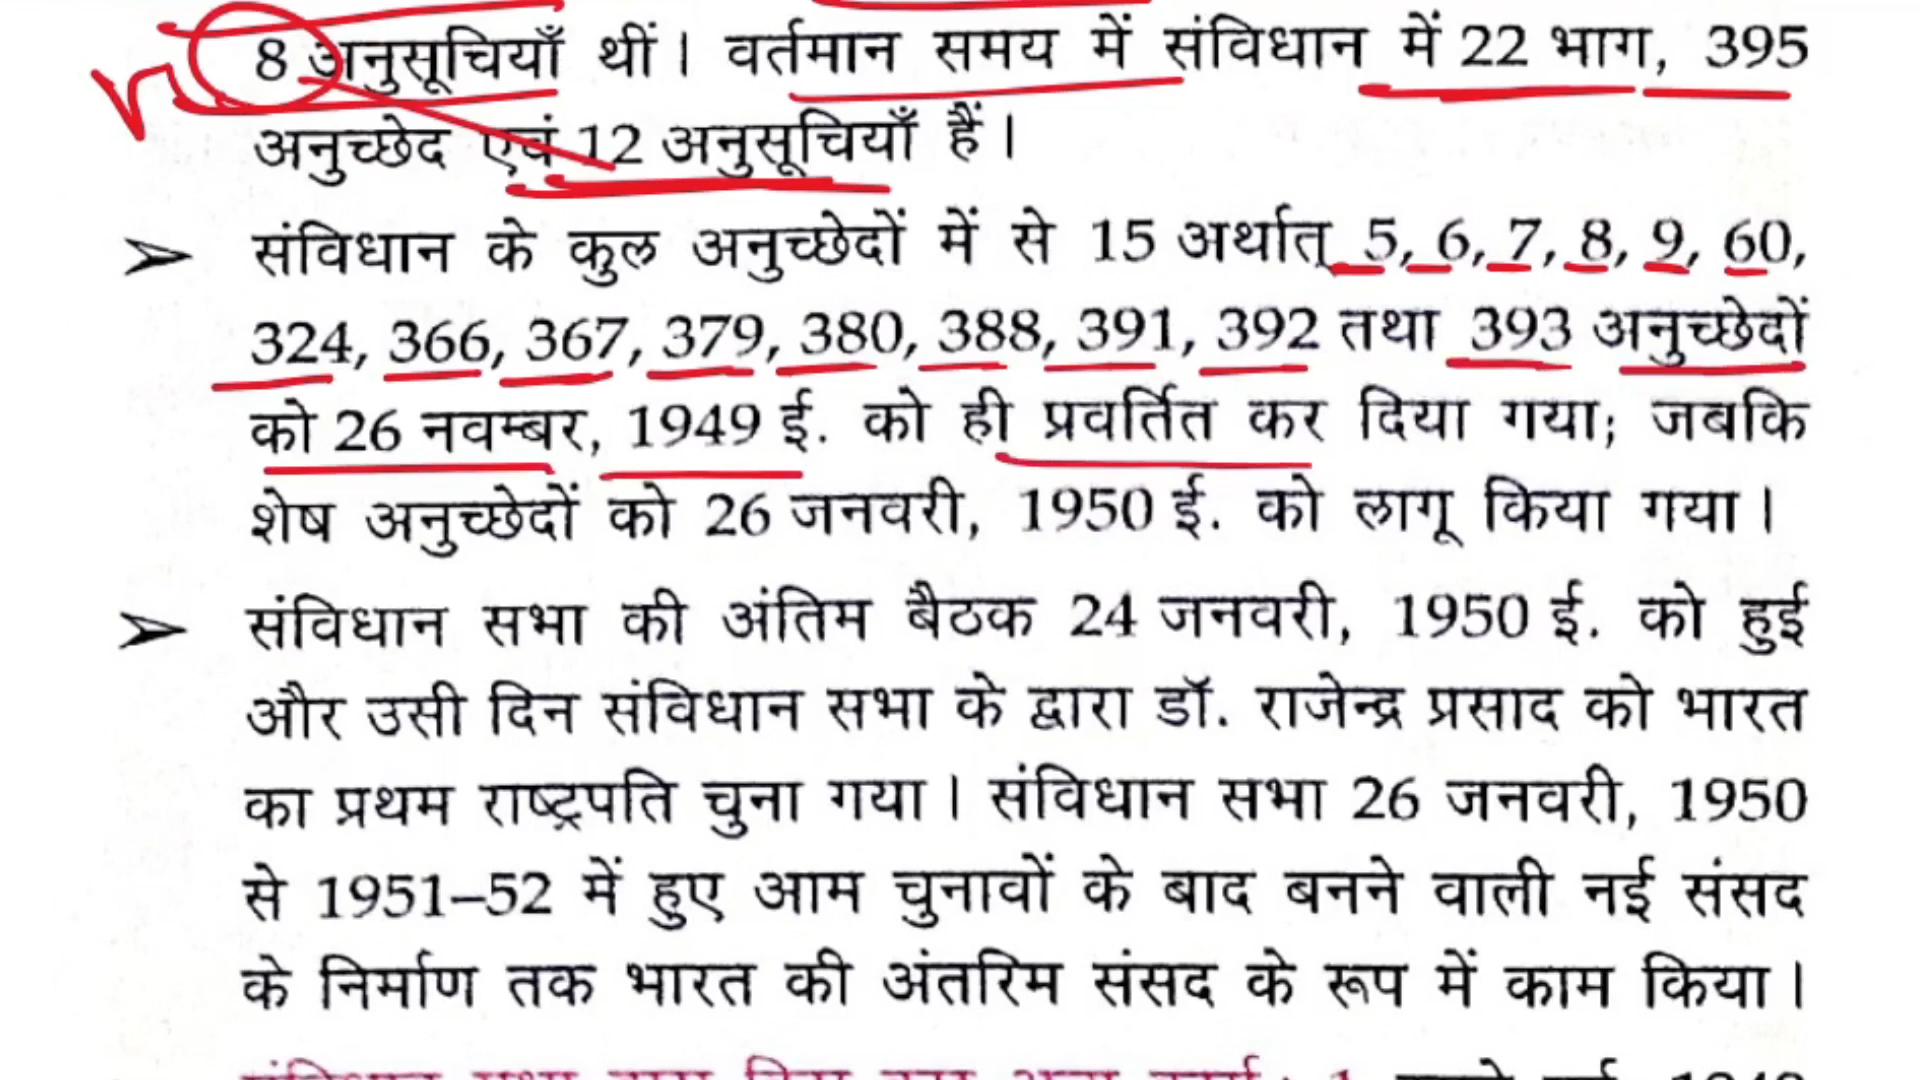 8 अनुसूचियाँ थीं। वर्तमान समय में संविधान में 22 भाग, 395
अनुच्छेद एवं 12 अनुसूचियाँ हैं।
➢ संविधान के कुल अनुच्छेदों में से 15 अर्थात् 5, 6, 7, 8, 9, 60,
324, 366, 367, 379, 380, 388, 391, 392 तथा 393 अनुच्छेदों
को 26 नवम्बर, 1949 ई. को ही प्रवर्तित कर दिया गया; जबकि
शेष अनुच्छेदों को 26 जनवरी, 1950 ई. को लागू किया गया।
➢ संविधान सभा की अंतिम बैठक 24 जनवरी, 1950 ई. को हुई
और उसी दिन संविधान सभा के द्वारा डॉ. राजेन्द्र प्रसाद को भारत
का प्रथम राष्ट्रपति चुना गया। संविधान सभा 26 जनवरी, 1950
से 1951–52 में हुए आम चुनावों के बाद बनने वाली नई संसद
के निर्माण तक भारत की अंतरिम संसद के रूप में काम किया।